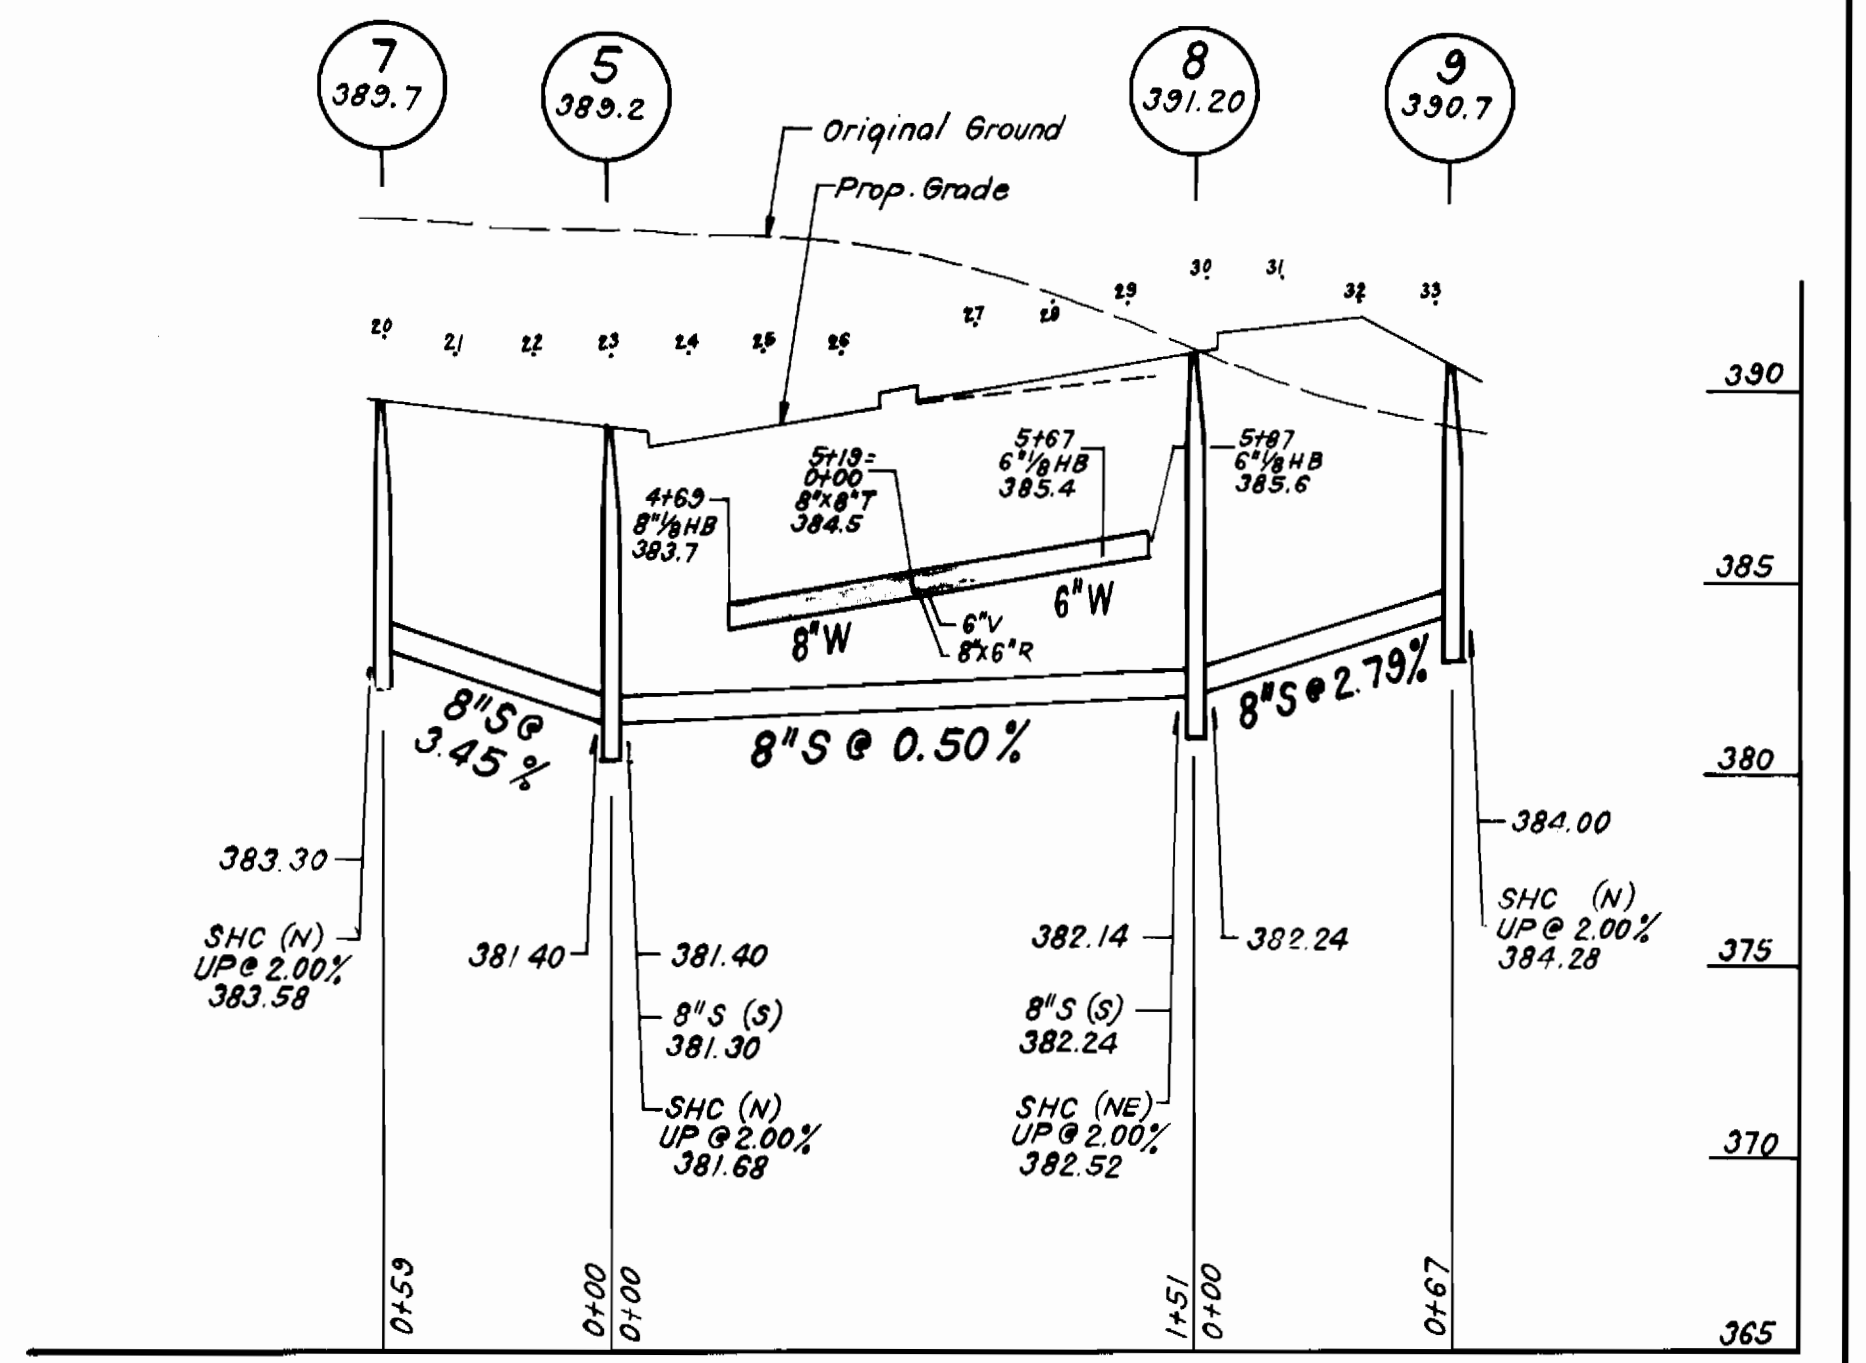 7
389.7
5
389.2
8
391.20
9
390.7
Original Ground
Prop. Grade
20
21
22
23
24
25
26
27
28
29
30
31
32
33
390
385
380
375
370
365
4+69
8"1/8 HB
383.7
5+19=
0+00
8"x8"T
384.5
5+67
6"1/8 HB
385.4
5+87
6"1/8 HB
385.6
8"W
6"V
8"x6"R
6"W
8"S @
3.45%
8"S @ 0.50%
8"S @ 2.79%
383.30
SHC (N)
UP @ 2.00%
383.58
381.40
381.40
8"S (S)
381.30
SHC (N)
UP @ 2.00%
381.68
382.14
8"S (S)
382.24
SHC (NE)
UP @ 2.00%
382.52
382.24
384.00
SHC (N)
UP @ 2.00%
384.28
0+59
0+00
0+00
1+51
0+00
0+67